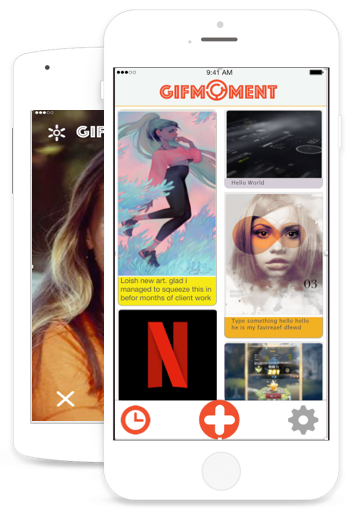 GIF
9:41 AM
GIFMOMENT
Loish new art. glad i
managed to squeeze this in
befor months of client work
Hello World
03
Type something hello hello
he is my favireaef dfewd
N